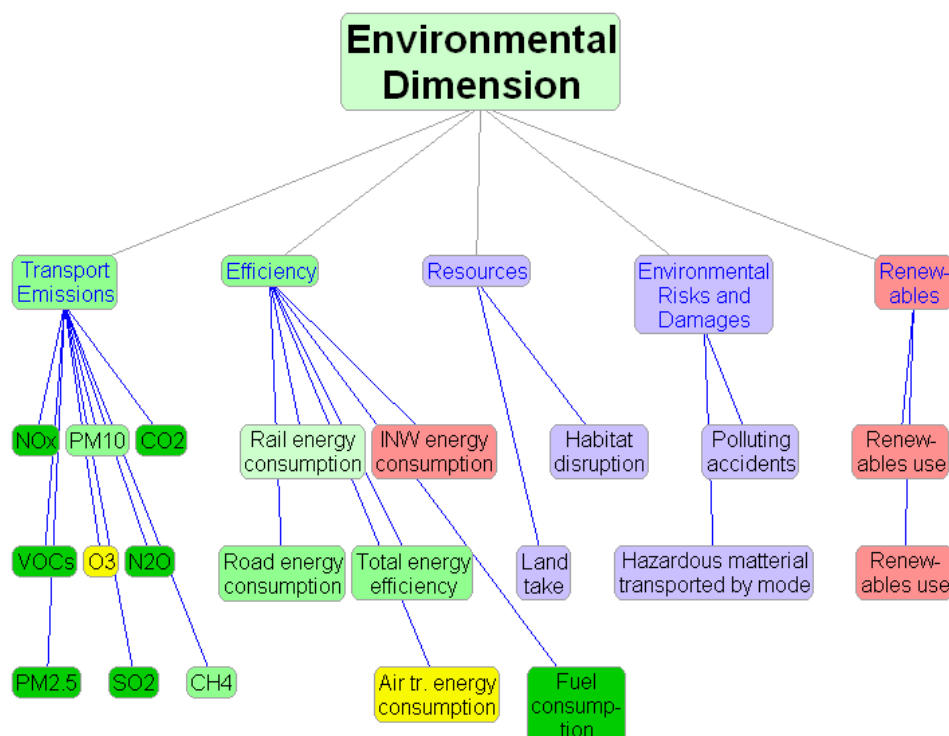 Environmental
Dimension
Transport
Emissions
Efficiency
Resources
Environmental
Risks and
Damages
Renew-
ables
NOx
PM10
CO2
Rail energy
consumption
INW energy
consumption
Habitat
disruption
Polluting
accidents
Renew-
ables use
VOCs
O3
N2O
Road energy
consumption
Total energy
efficiency
Land
take
Hazardous matterial
transported by mode
Renew-
ables use
PM2.5
SO2
CH4
Air tr. energy
consumption
Fuel
consump-
tion